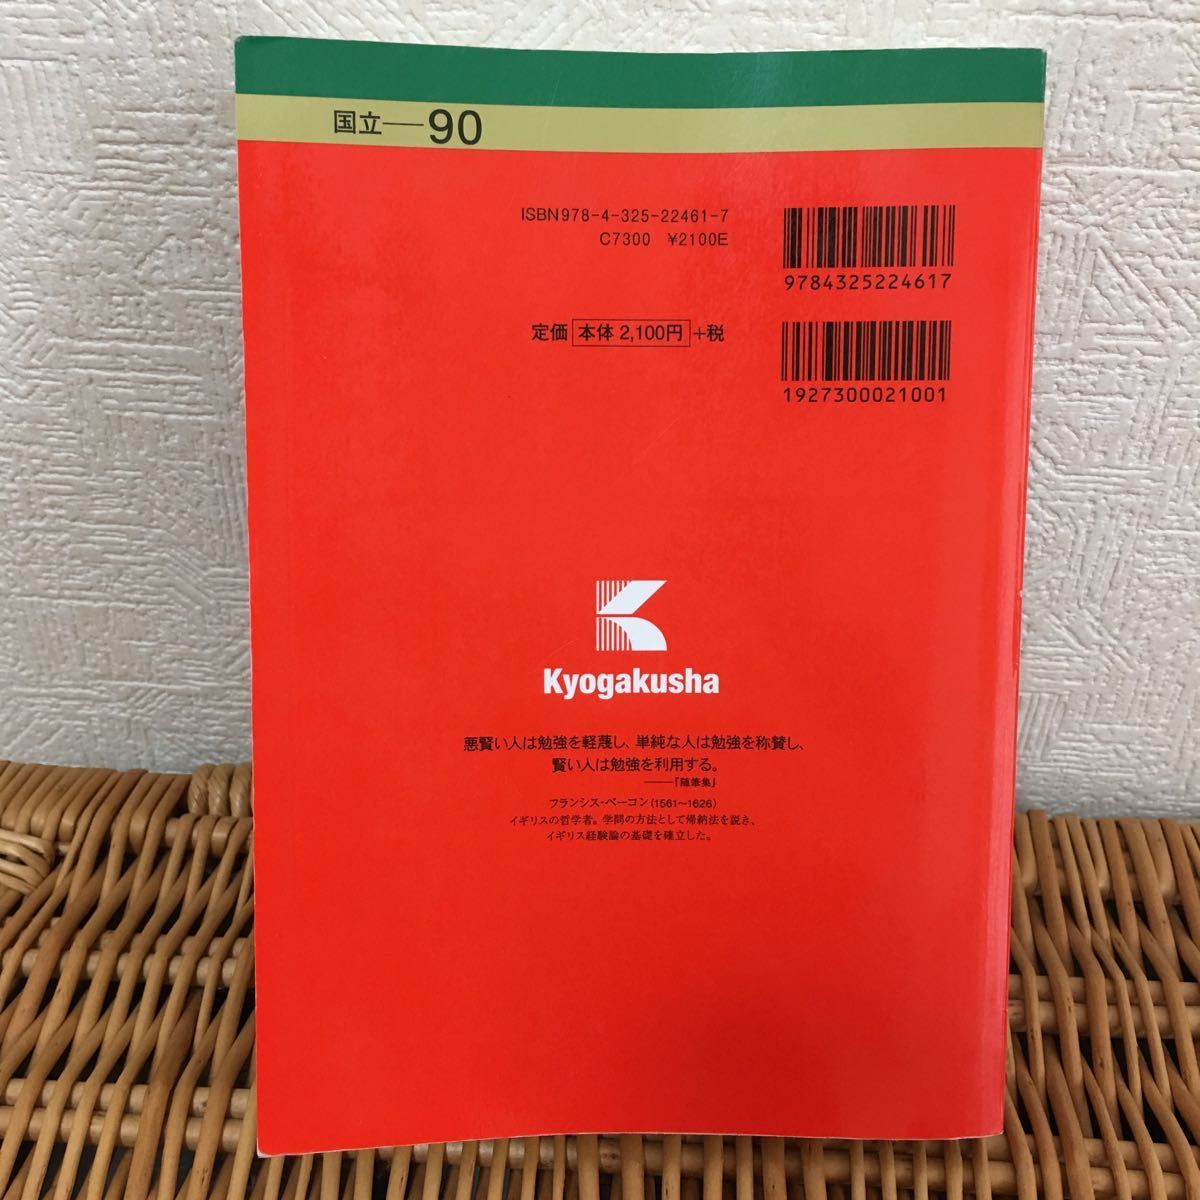 国立―90
ISBN978-4-325-22461-7
C7300 ¥2100E
9784325224617
定価 本体 2,100円 +税
1927300021001
Kyogakusha
悪賢い人は勉強を軽蔑し、単純な人は勉強を称賛し、
賢い人は勉強を利用する。
――『随筆集』
フランシス・ベーコン(1561〜1626)
イギリスの哲学者。学問の方法として帰納法を説き、
イギリス経験論の基礎を確立した。